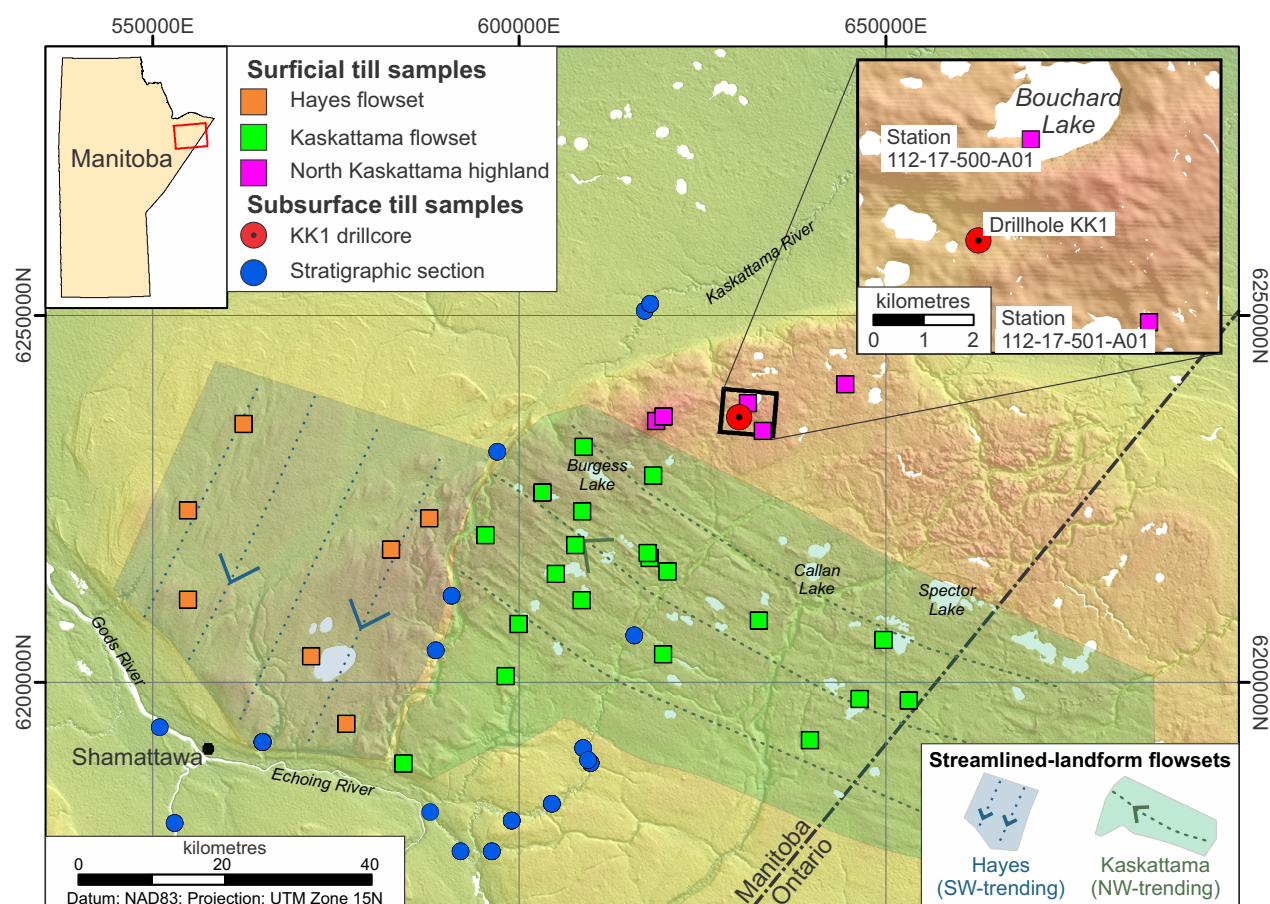 550000E
600000E
650000E
Manitoba
Surficial till samples
Hayes flowset
Kaskattama flowset
North Kaskattama highland
Subsurface till samples
KK1 drillcore
Stratigraphic section
Bouchard
Lake
Station
112-17-500-A01
Drillhole KK1
kilometres
0 1 2
Station
112-17-501-A01
Kaskattama River
6250000N
6250000N
Burgess
Lake
Callan
Lake
Spector
Lake
Gods River
6200000N
6200000N
Shamattawa
Echoing River
Manitoba
Ontario
kilometres
0 20 40
Datum: NAD83; Projection: UTM Zone 15N
Streamlined-landform flowsets
Hayes
(SW-trending)
Kaskattama
(NW-trending)